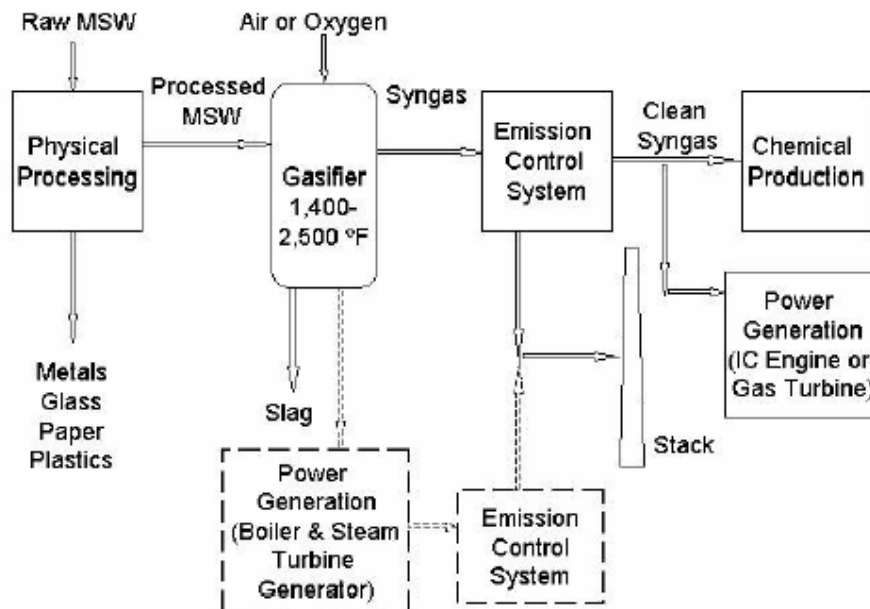 Raw MSW
Air or Oxygen
Processed
MSW
Syngas
Clean
Syngas
Physical
Processing
Gasifier
1,400-
2,500 ºF
Emission
Control
System
Chemical
Production
Metals
Glass
Paper
Plastics
Slag
Power
Generation
(IC Engine or
Gas Turbine)
Stack
Power
Generation
(Boiler & Steam
Turbine
Generator)
Emission
Control
System